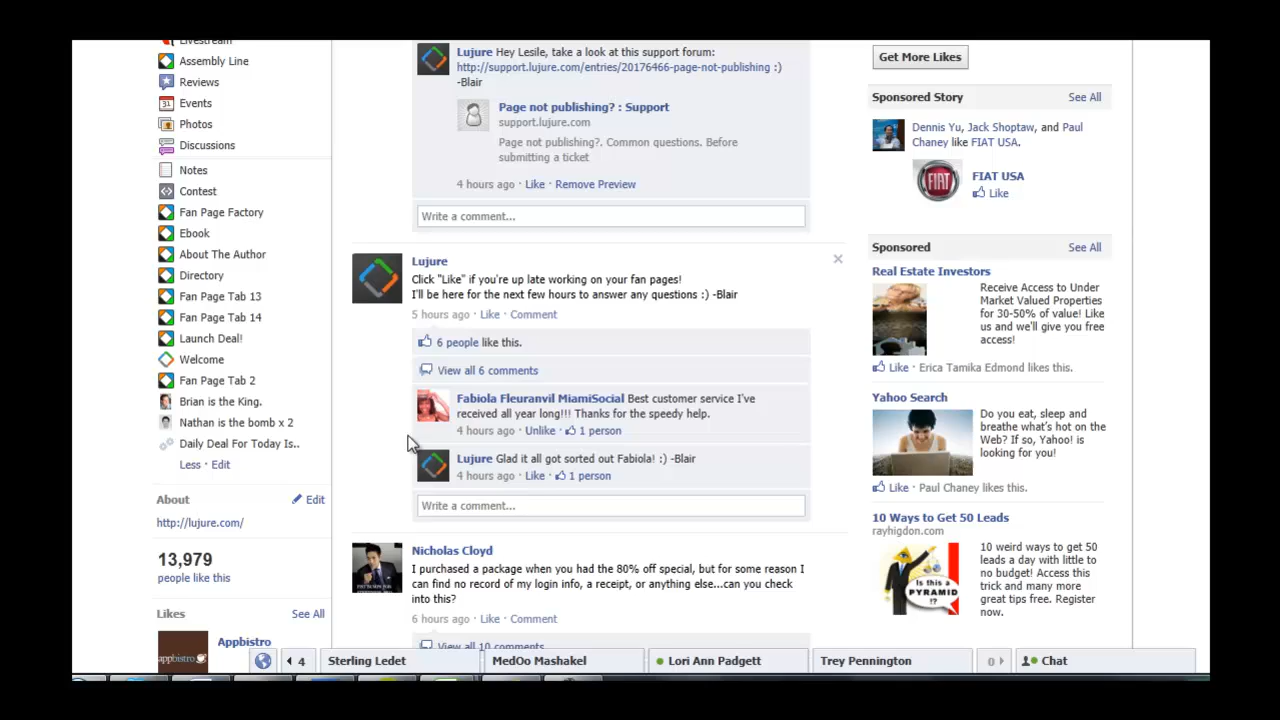 Livestream
Assembly Line
Reviews
31 Events
Photos
Discussions
Notes
Contest
Fan Page Factory
Ebook
About The Author
Directory
Fan Page Tab 13
Fan Page Tab 14
Launch Deal!
Welcome
Fan Page Tab 2
Brian is the King.
Nathan is the bomb x 2
Daily Deal For Today Is..
Less · Edit
About Edit
http://lujure.com/
13,979
people like this
Likes See All
Appbistro
appbistro
Lujure Hey Lesile, take a look at this support forum:
http://support.lujure.com/entries/20176466-page-not-publishing :)
-Blair
Page not publishing? : Support
support.lujure.com
Page not publishing?. Common questions. Before
submitting a ticket
4 hours ago · Like · Remove Preview
Write a comment...
Lujure
Click "Like" if you're up late working on your fan pages!
I'll be here for the next few hours to answer any questions :) -Blair
5 hours ago · Like · Comment
6 people like this.
View all 6 comments
Fabiola Fleuranvil MiamiSocial Best customer service I've
received all year long!!! Thanks for the speedy help.
4 hours ago · Unlike · 1 person
Lujure Glad it all got sorted out Fabiola! :) -Blair
4 hours ago · Like · 1 person
Write a comment...
Nicholas Cloyd
I purchased a package when you had the 80% off special, but for some reason I
can find no record of my login info, a receipt, or anything else...can you check
into this?
6 hours ago · Like · Comment
View all 10 comments
Get More Likes
Sponsored Story See All
Dennis Yu, Jack Shoptaw, and Paul
Chaney like FIAT USA.
FIAT
FIAT USA
Like
Sponsored See All
Real Estate Investors
Receive Access to Under
Market Valued Properties
for 30-50% of value! Like
us and we'll give you free
access!
Like · Erica Tamika Edmond likes this.
Yahoo Search
Do you eat, sleep and
breathe what's hot on the
Web? If so, Yahoo! is
looking for you!
Like · Paul Chaney likes this.
10 Ways to Get 50 Leads
rayhigdon.com
Is this a
PYRAMID
!?
10 weird ways to get 50
leads a day with little to
no budget! Access this
trick and many more
great tips free. Register
now.
4 Sterling Ledet MedOo Mashakel Lori Ann Padgett Trey Pennington 0 Chat